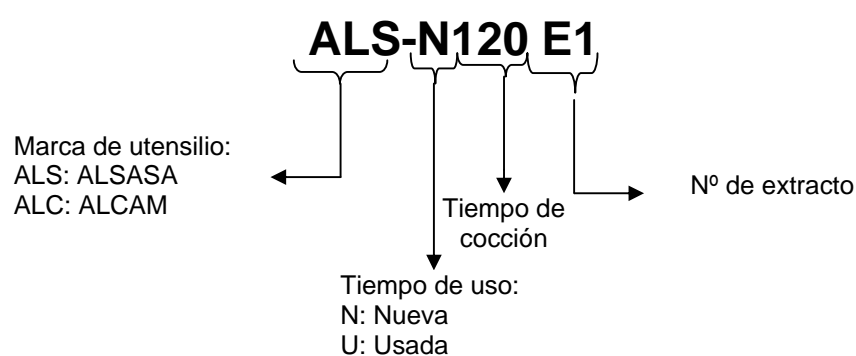 ALS-N120 E1
Marca de utensilio:
ALS: ALSASA
ALC: ALCAM
Nº de extracto
Tiempo de
cocción
Tiempo de uso:
N: Nueva
U: Usada